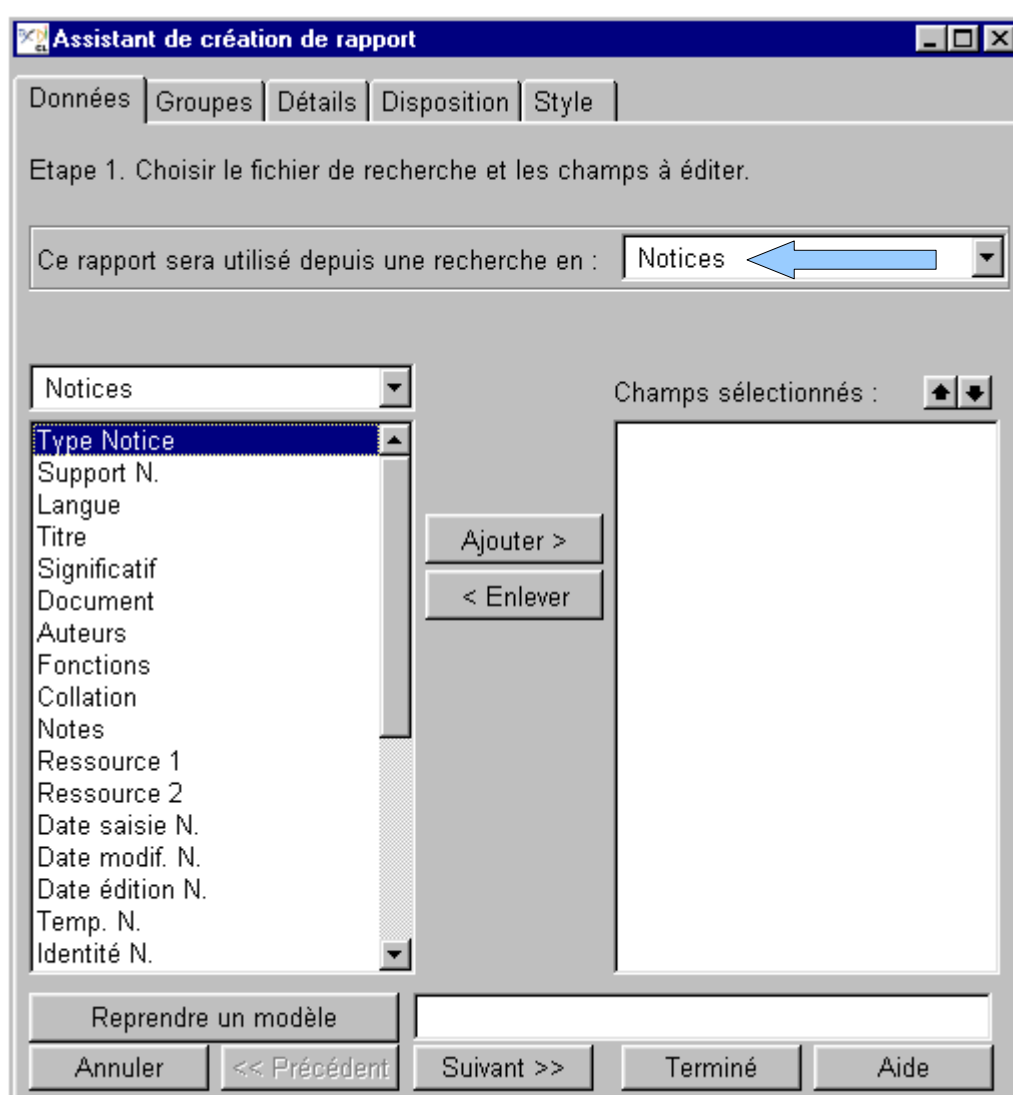 Assistant de création de rapport
Données Groupes Détails Disposition Style
Etape 1. Choisir le fichier de recherche et les champs à éditer.
Ce rapport sera utilisé depuis une recherche en : Notices
Notices
Champs sélectionnés :
Type Notice
Support N.
Langue
Titre
Significatif
Document
Auteurs
Fonctions
Collation
Notes
Ressource 1
Ressource 2
Date saisie N.
Date modif. N.
Date édition N.
Temp. N.
Identité N.
Ajouter >
< Enlever
Reprendre un modèle
Annuler << Précédent Suivant >> Terminé Aide